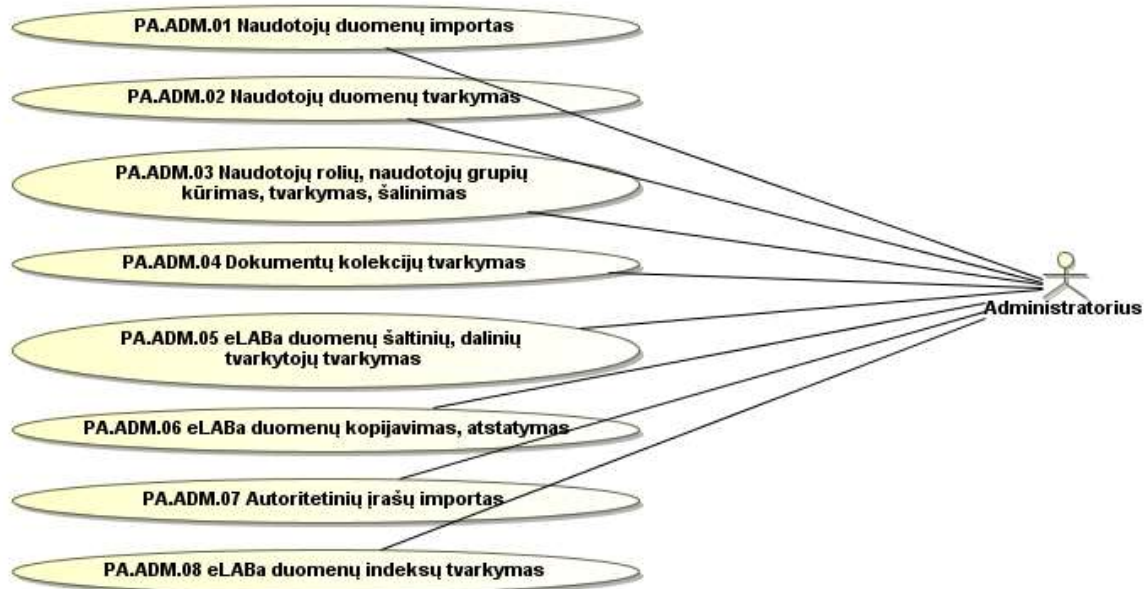 PA.ADM.01 Naudotojų duomenų importas
PA.ADM.02 Naudotojų duomenų tvarkymas
PA.ADM.03 Naudotojų rolių, naudotojų grupių
kūrimas, tvarkymas, šalinimas
PA.ADM.04 Dokumentų kolekcijų tvarkymas
Administratorius
PA.ADM.05 eLABa duomenų šaltinių, dalinių
tvarkytojų tvarkymas
PA.ADM.06 eLABa duomenų kopijavimas, atstatymas
PA.ADM.07 Autoritetinių įrašų importas
PA.ADM.08 eLABa duomenų indeksų tvarkymas